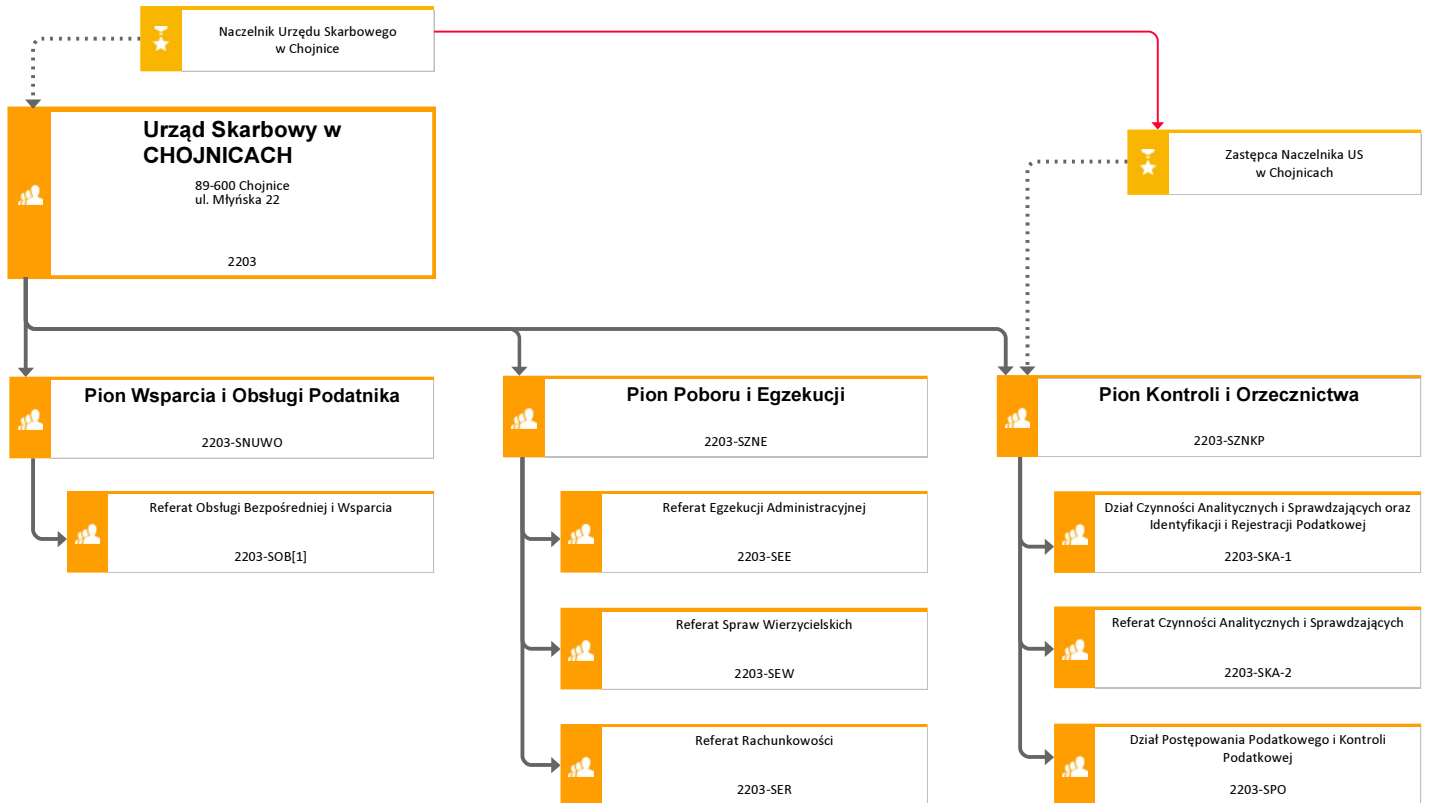 Naczelnik Urzędu Skarbowego
w Chojnice
Urząd Skarbowy w
CHOJNICACH
89-600 Chojnice
ul. Młyńska 22
2203
Zastępca Naczelnika US
w Chojnicach
Pion Wsparcia i Obsługi Podatnika
2203-SNUWO
Referat Obsługi Bezpośredniej i Wsparcia
2203-SOB[1]
Pion Poboru i Egzekucji
2203-SZNE
Referat Egzekucji Administracyjnej
2203-SEE
Referat Spraw Wierzycielskich
2203-SEW
Referat Rachunkowości
2203-SER
Pion Kontroli i Orzecznictwa
2203-SZNKP
Dział Czynności Analitycznych i Sprawdzających oraz
Identyfikacji i Rejestracji Podatkowej
2203-SKA-1
Referat Czynności Analitycznych i Sprawdzających
2203-SKA-2
Dział Postępowania Podatkowego i Kontroli
Podatkowej
2203-SPO